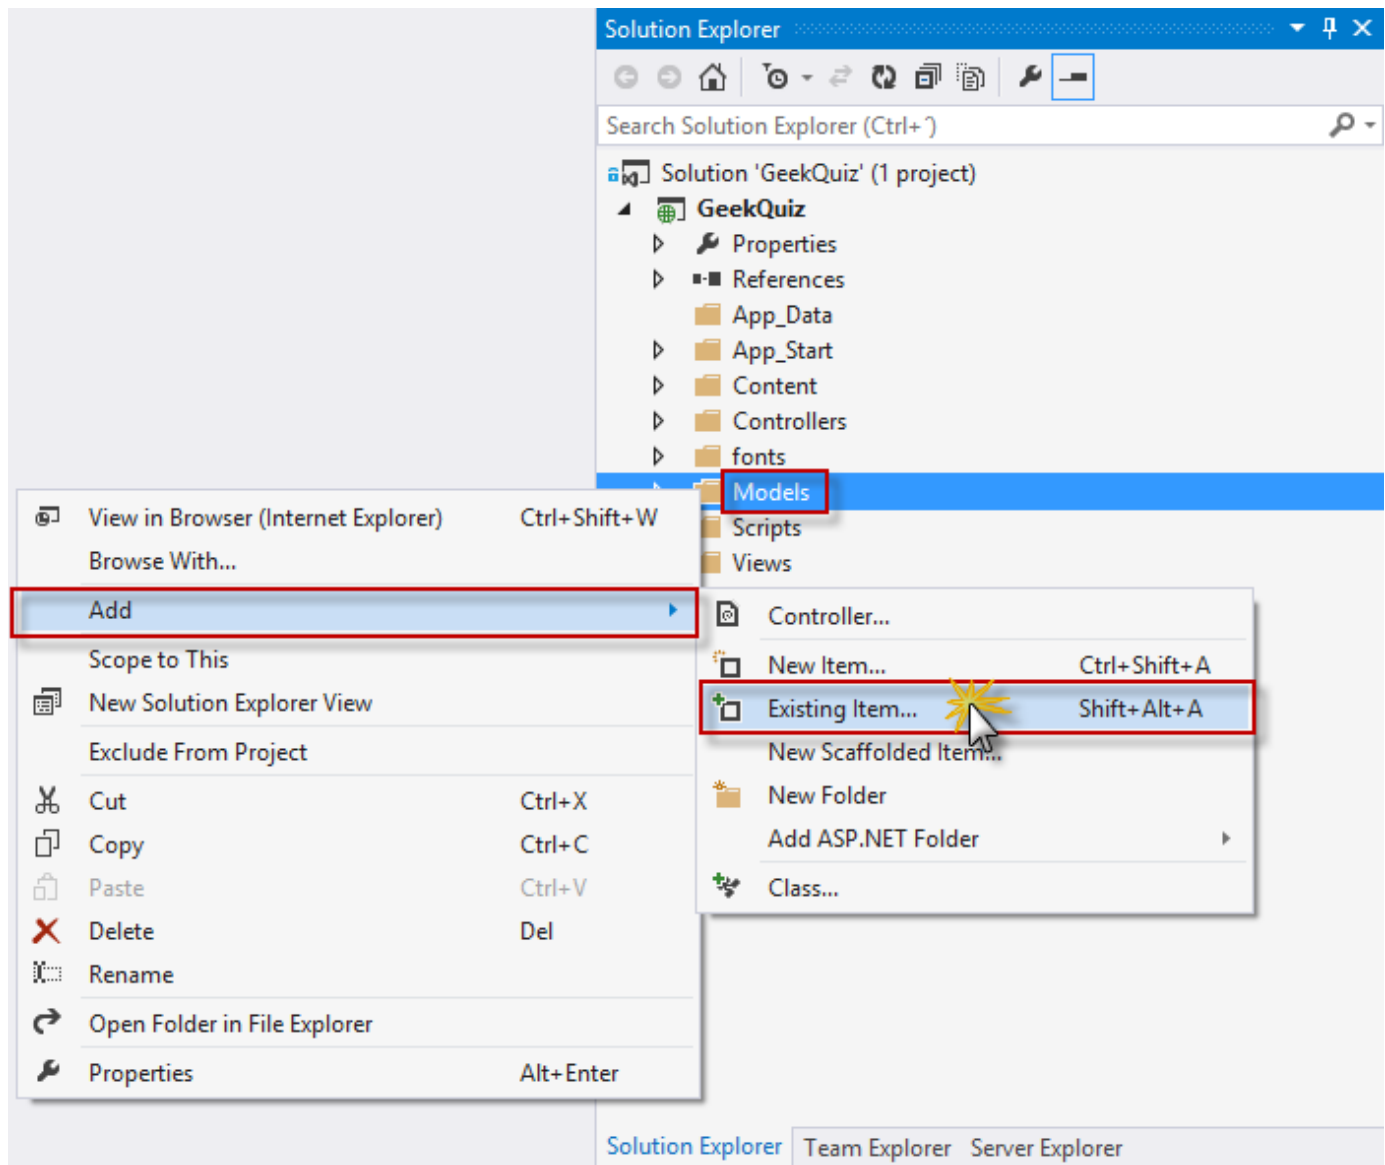 Solution Explorer
Search Solution Explorer (Ctrl+´)
Solution 'GeekQuiz' (1 project)
GeekQuiz
Properties
References
App_Data
App_Start
Content
Controllers
fonts
Models
Scripts
Views
View in Browser (Internet Explorer) Ctrl+Shift+W
Browse With...
Add
Scope to This
New Solution Explorer View
Exclude From Project
Cut Ctrl+X
Copy Ctrl+C
Paste Ctrl+V
Delete Del
Rename
Open Folder in File Explorer
Properties Alt+Enter
Controller...
New Item... Ctrl+Shift+A
Existing Item... Shift+Alt+A
New Scaffolded Item...
New Folder
Add ASP.NET Folder
Class...
Solution Explorer Team Explorer Server Explorer